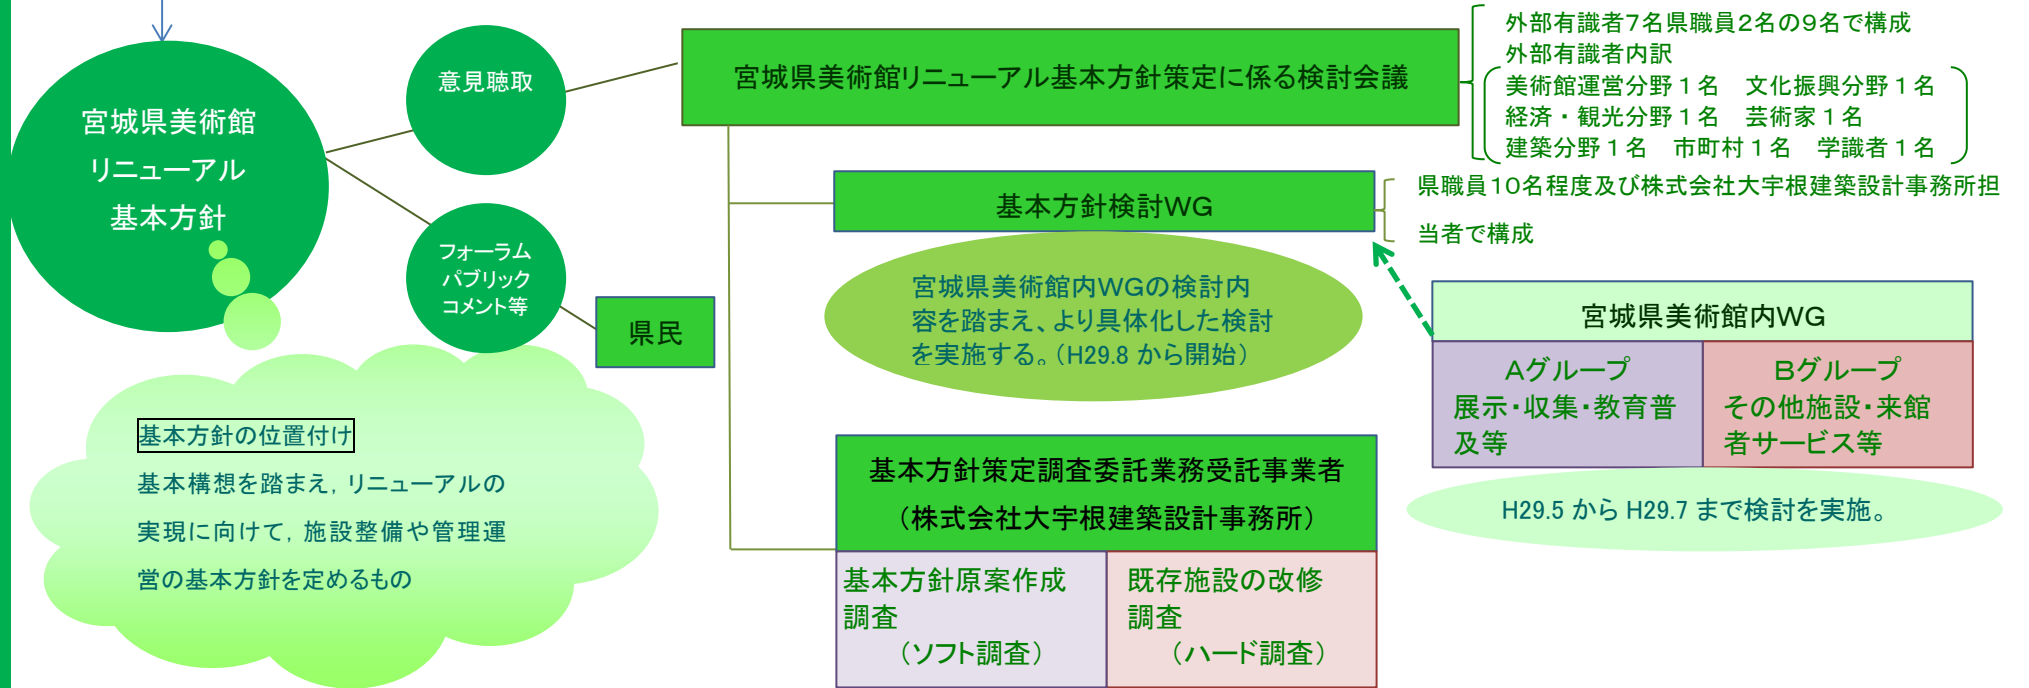 宮城県美術館
リニューアル
基本方針
意見聴取
フォーラム
パブリック
コメント等
県民
基本方針の位置付け
基本構想を踏まえ，リニューアルの
実現に向けて，施設整備や管理運
営の基本方針を定めるもの
宮城県美術館リニューアル基本方針策定に係る検討会議
外部有識者７名県職員２名の９名で構成
外部有識者内訳
美術館運営分野１名　文化振興分野１名
経済・観光分野１名　芸術家１名
建築分野１名　市町村１名　学識者１名
基本方針検討ＷＧ
県職員１０名程度及び株式会社大宇根建築設計事務所担
当者で構成
宮城県美術館内ＷＧの検討内
容を踏まえ、より具体化した検討
を実施する。（H29.8 から開始）
宮城県美術館内ＷＧ
Ａグループ
展示・収集・教育普
及等
Ｂグループ
その他施設・来館
者サービス等
H29.5 から H29.7 まで検討を実施。
基本方針策定調査委託業務受託事業者
（株式会社大宇根建築設計事務所）
基本方針原案作成
調査
（ソフト調査）
既存施設の改修
調査
（ハード調査）